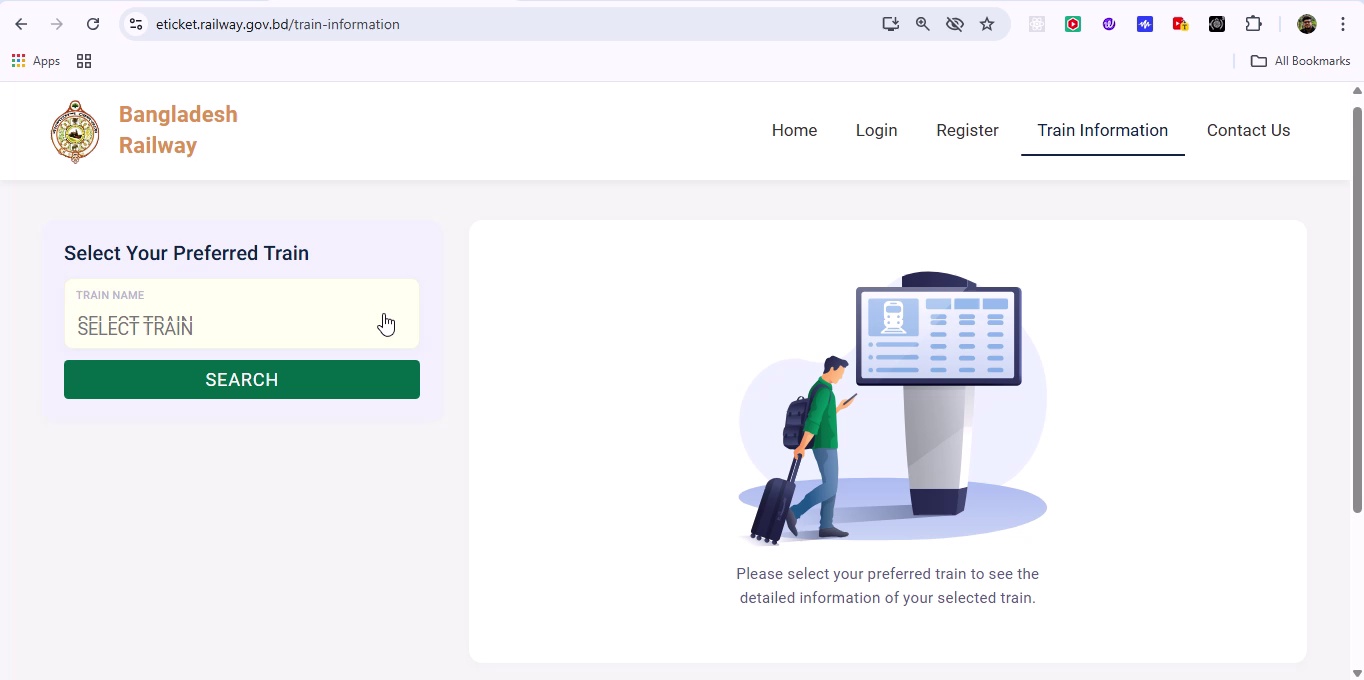 eticket.railway.gov.bd/train-information
Apps
All Bookmarks
Bangladesh
Railway
Home
Login
Register
Train Information
Contact Us
Select Your Preferred Train
TRAIN NAME
SELECT TRAIN
SEARCH
Please select your preferred train to see the
detailed information of your selected train.